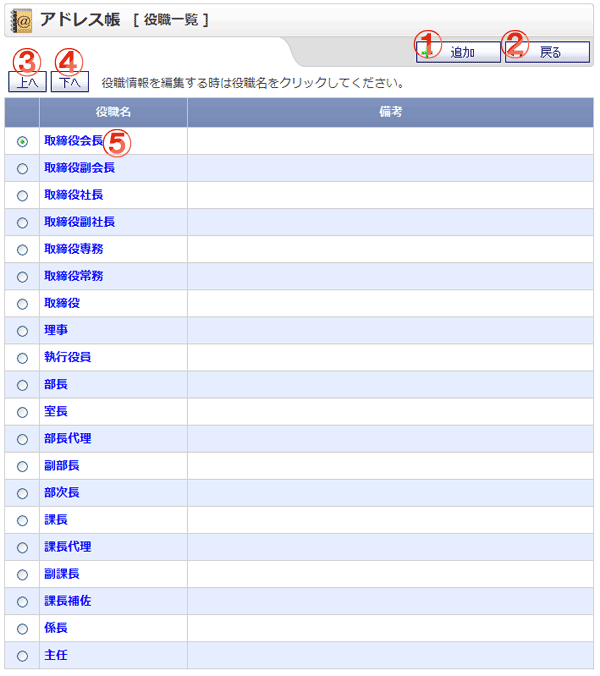 アドレス帳 [ 役職一覧 ]
① 追加 ② 戻る
③ ④
上へ 下へ 役職情報を編集する時は役職名をクリックしてください。
役職名 備考
取締役会長 ⑤
取締役副会長
取締役社長
取締役副社長
取締役専務
取締役常務
取締役
理事
執行役員
部長
室長
部長代理
副部長
部次長
課長
課長代理
副課長
課長補佐
係長
主任